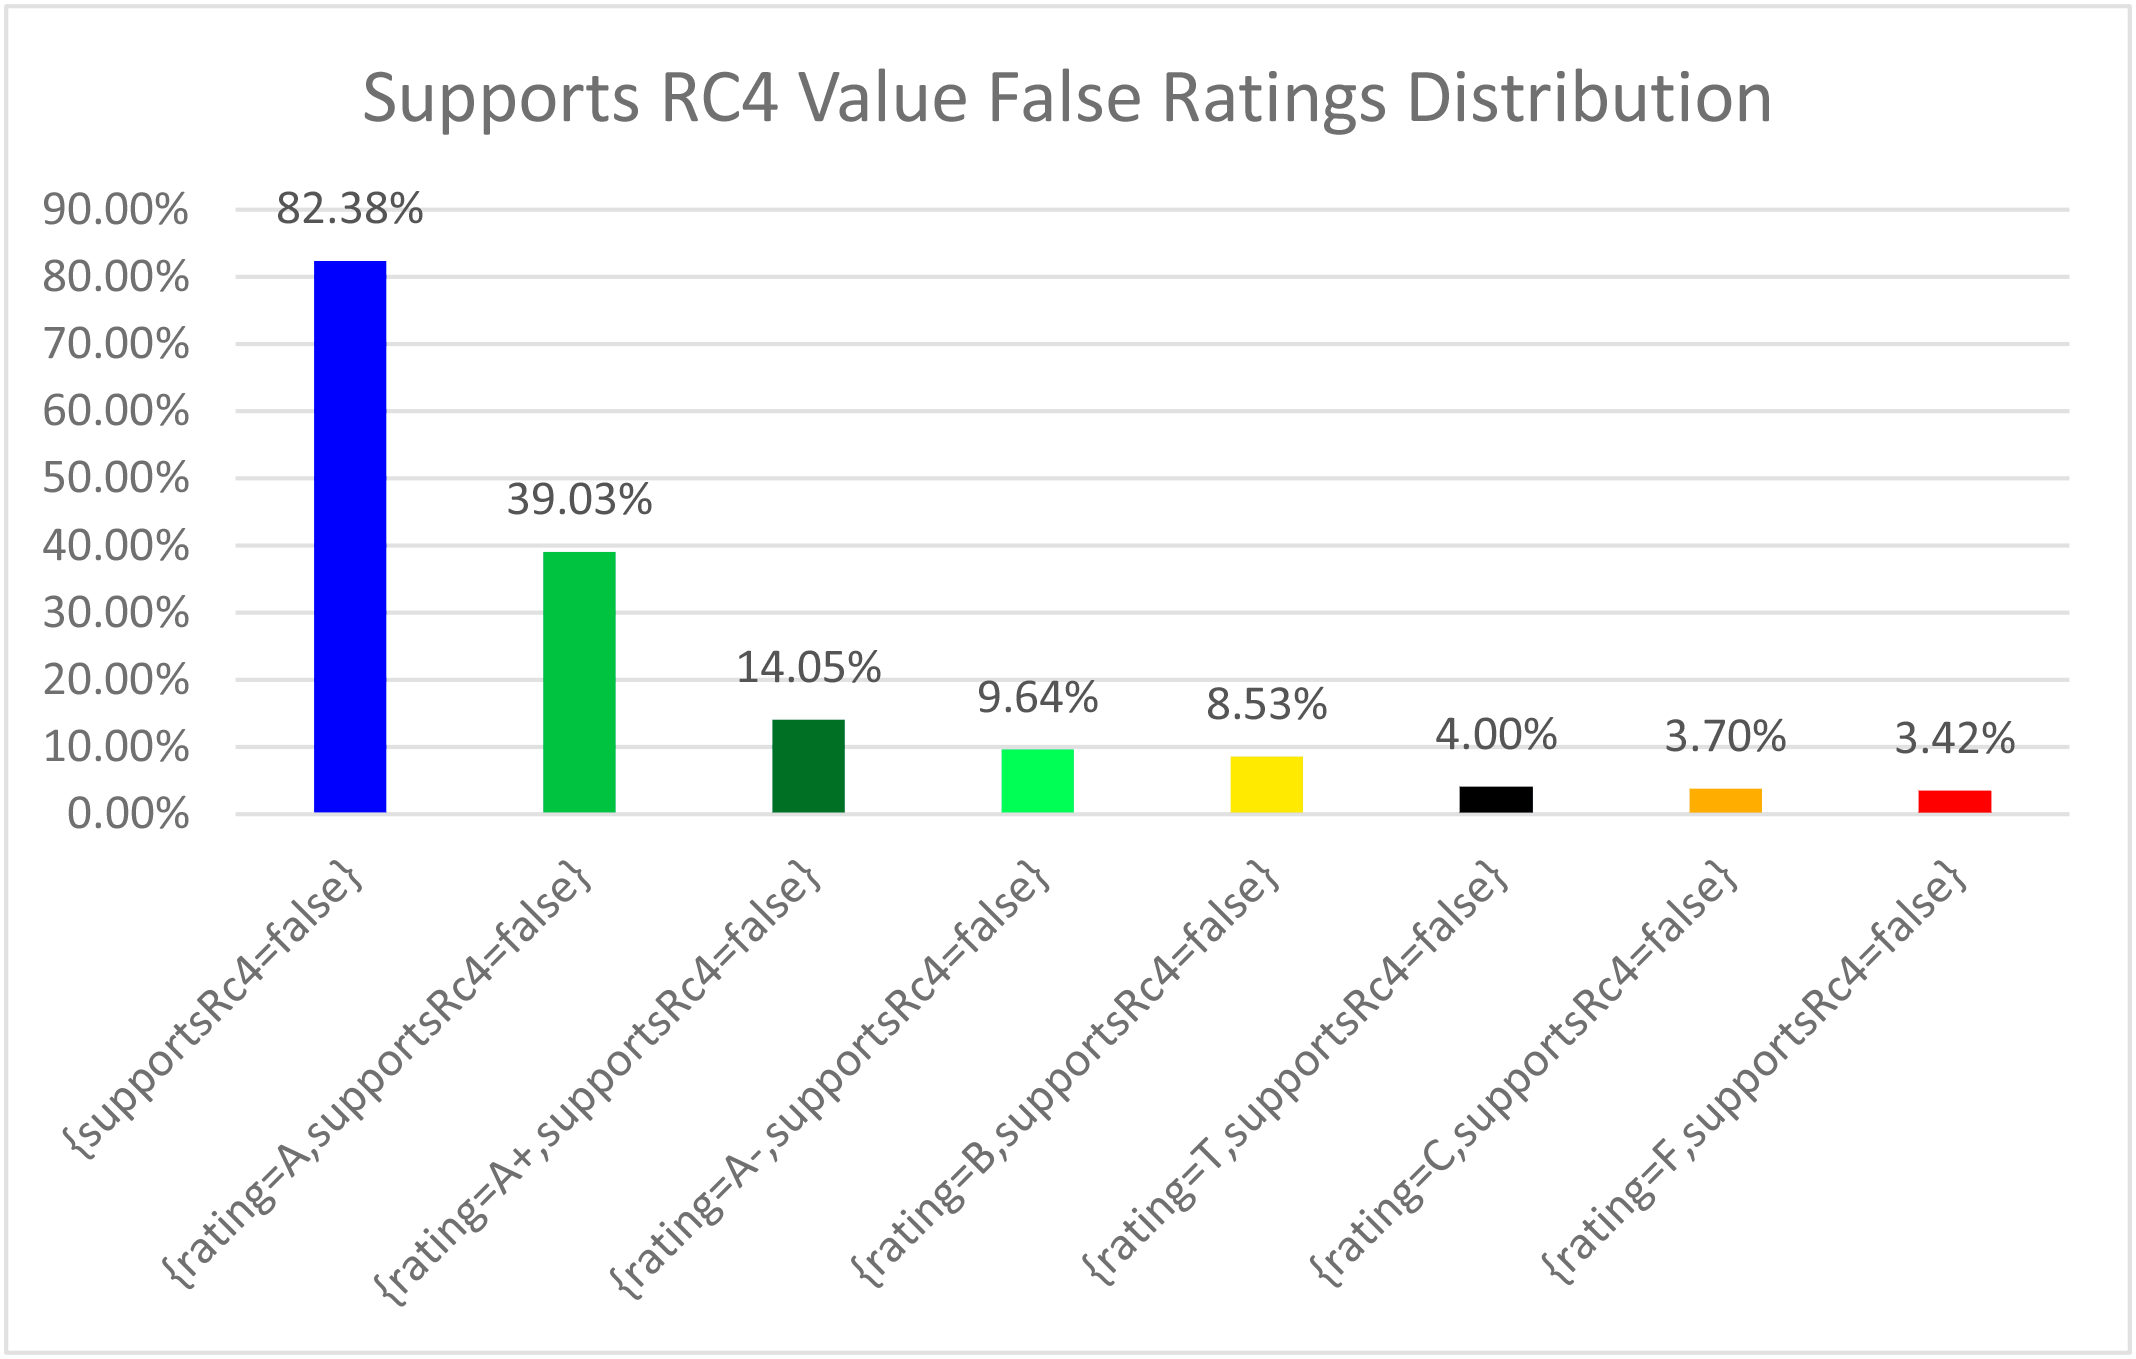 Supports RC4 Value False Ratings Distribution
90.00%
80.00%
70.00%
60.00%
50.00%
40.00%
30.00%
20.00%
10.00%
0.00%
82.38%
39.03%
14.05%
9.64%
8.53%
4.00%
3.70%
3.42%
{supportsRc4=false}
{rating=A,supportsRc4=false}
{rating=A+,supportsRc4=false}
{rating=A-,supportsRc4=false}
{rating=B,supportsRc4=false}
{rating=T,supportsRc4=false}
{rating=C,supportsRc4=false}
{rating=F,supportsRc4=false}